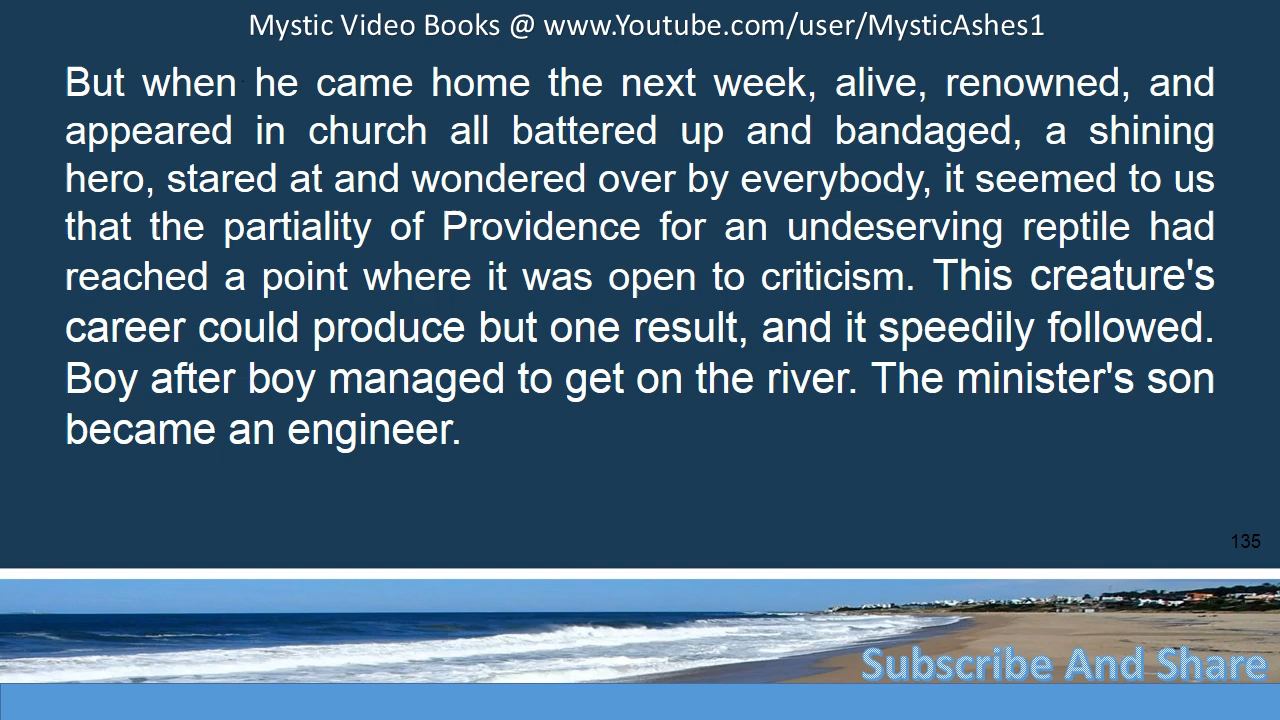 Mystic Video Books @ www.Youtube.com/user/MysticAshes1
But when he came home the next week, alive, renowned, and
appeared in church all battered up and bandaged, a shining
hero, stared at and wondered over by everybody, it seemed to us
that the partiality of Providence for an undeserving reptile had
reached a point where it was open to criticism. This creature's
career could produce but one result, and it speedily followed.
Boy after boy managed to get on the river. The minister's son
became an engineer.
135
Subscribe And Share